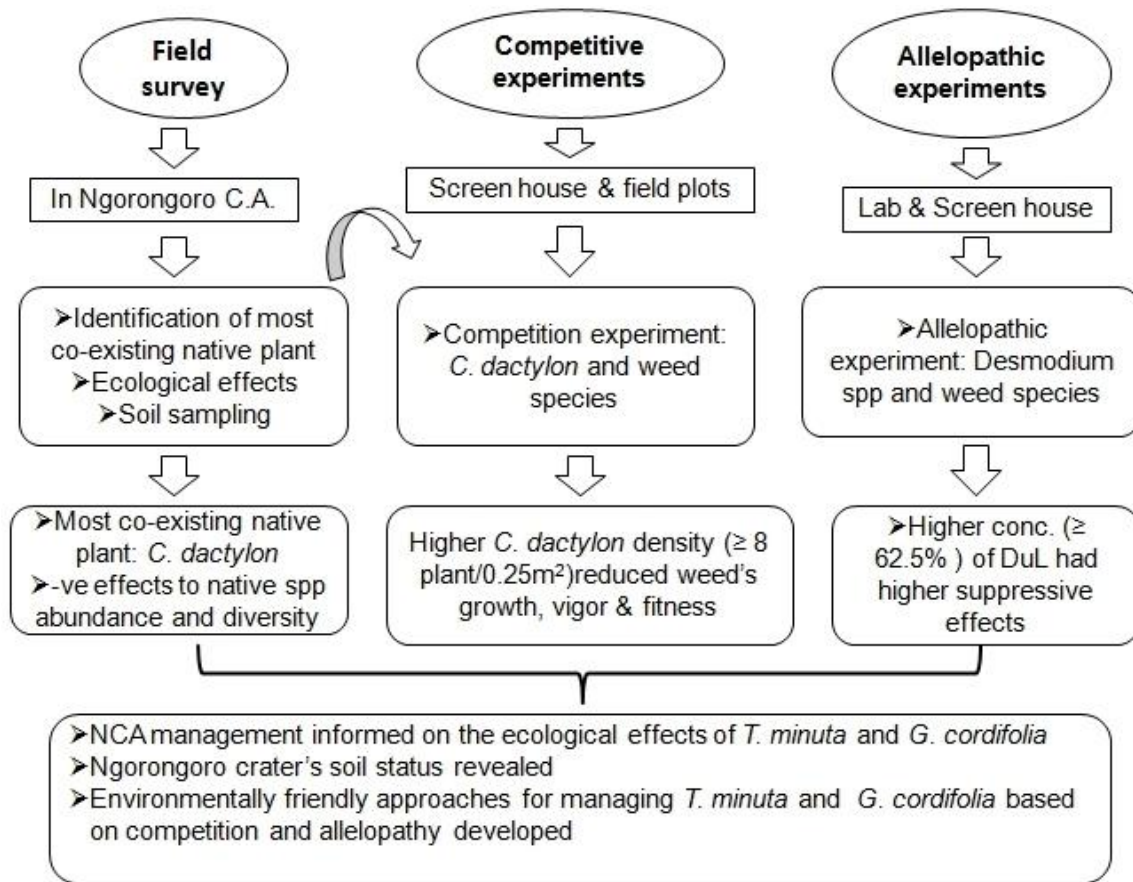 Field
survey
In Ngorongoro C.A.
➤Identification of most
co-existing native plant
➤Ecological effects
➤Soil sampling
➤Most co-existing native
plant: C. dactylon
➤-ve effects to native spp
abundance and diversity
Competitive
experiments
Screen house & field plots
➤Competition experiment:
C. dactylon and weed
species
Higher C. dactylon density (≥ 8
plant/0.25m²)reduced weed's
growth, vigor & fitness
Allelopathic
experiments
Lab & Screen house
➤Allelopathic
experiment: Desmodium
spp and weed species
➤Higher conc. (≥
62.5% ) of DuL had
higher suppressive
effects
➤NCA management informed on the ecological effects of T. minuta and G. cordifolia
➤Ngorongoro crater's soil status revealed
➤Environmentally friendly approaches for managing T. minuta and G. cordifolia based
on competition and allelopathy developed